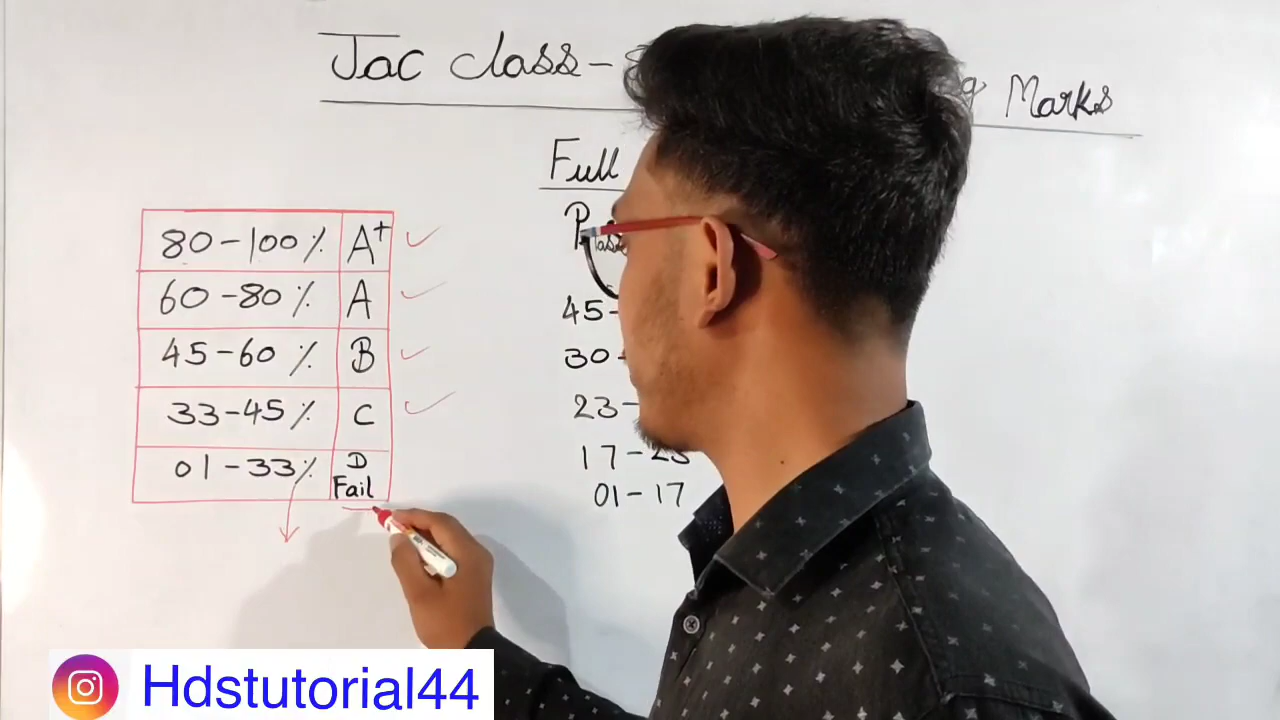 Jac class-
Marks
Full
80-100% A+
60-80% A
45-60% B
33-45% C
01-33% D
Fail
45-
30-
23-
17-23
01-17
Hdstutorial44